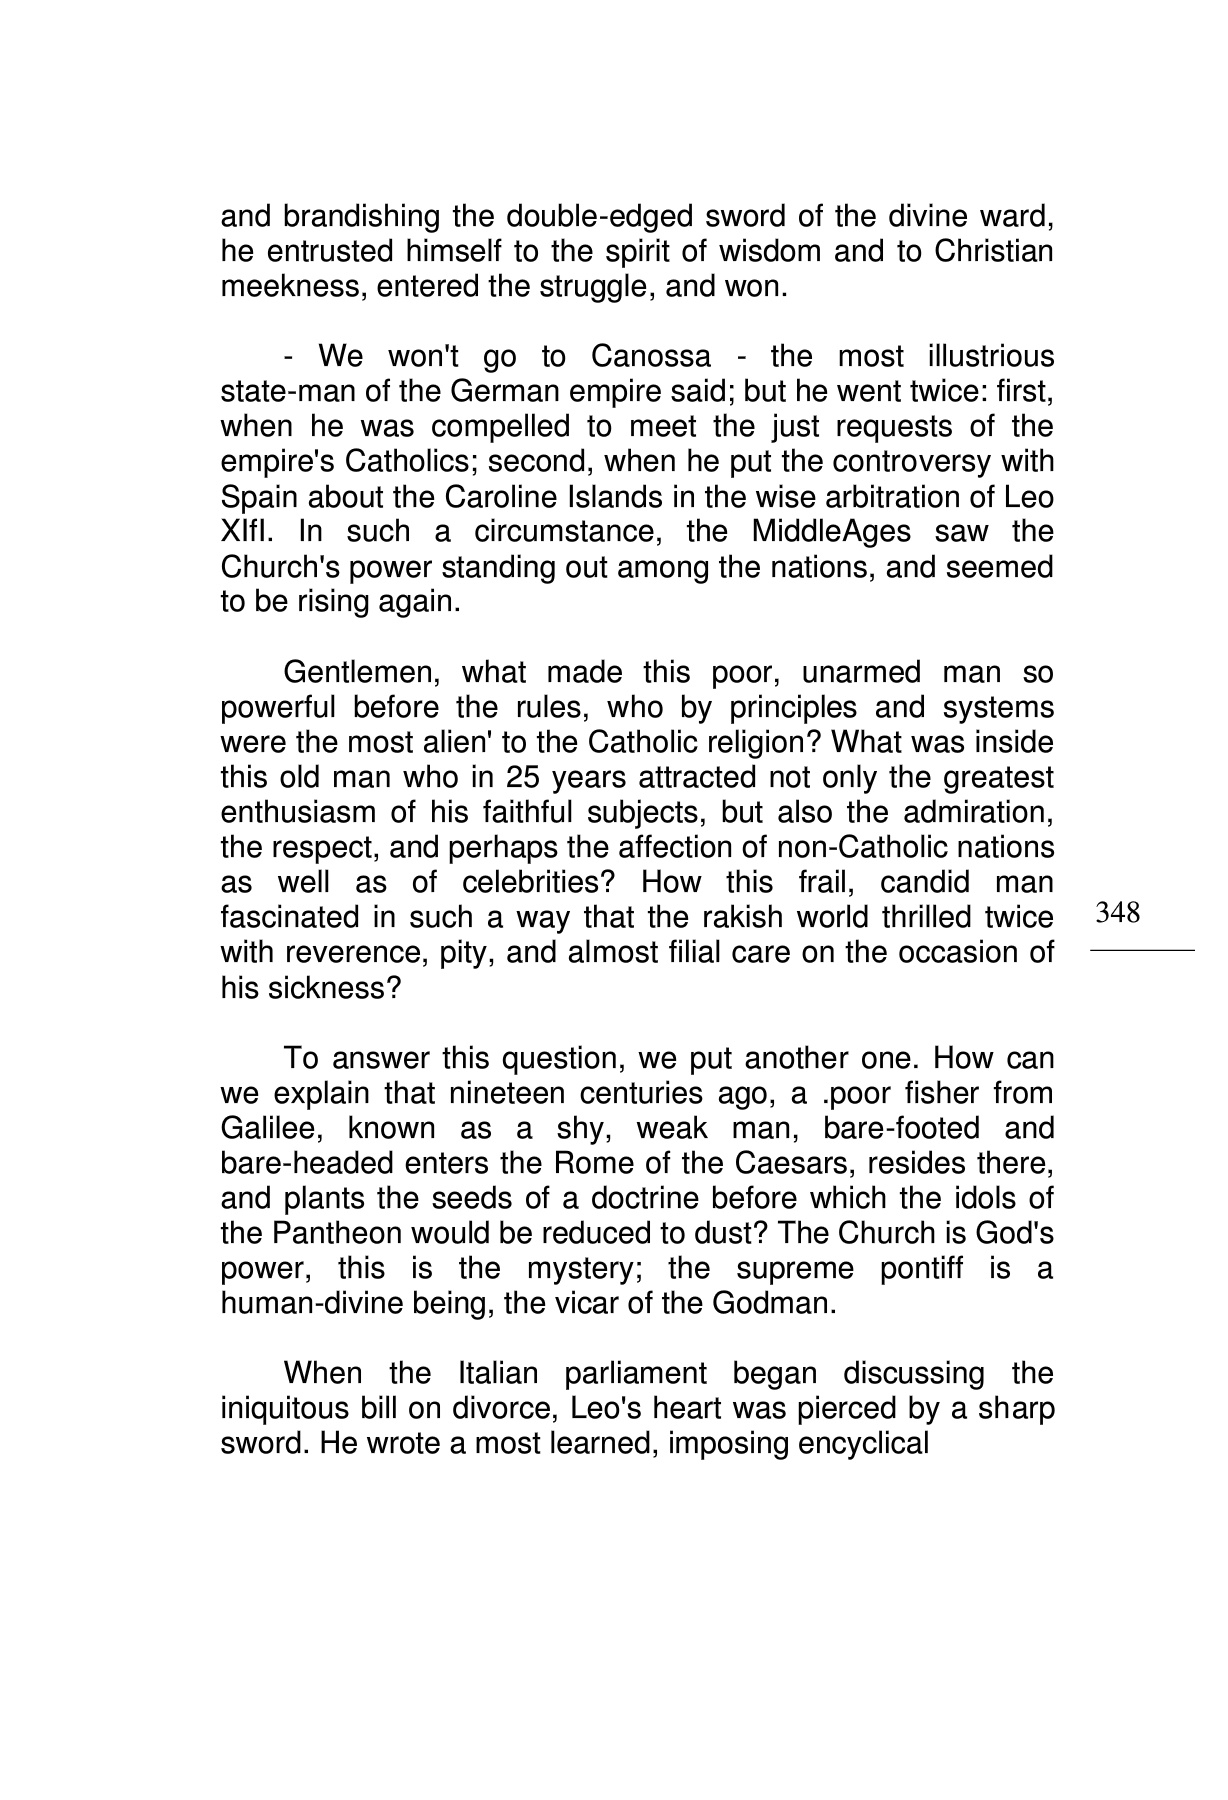 and brandishing the double-edged sword of the divine ward,
he entrusted himself to the spirit of wisdom and to Christian
meekness, entered the struggle, and won.
- We won't go to Canossa - the most illustrious
state-man of the German empire said; but he went twice: first,
when he was compelled to meet the just requests of the
empire's Catholics; second, when he put the controversy with
Spain about the Caroline Islands in the wise arbitration of Leo
XIfI. In such a circumstance, the MiddleAges saw the
Church's power standing out among the nations, and seemed
to be rising again.
Gentlemen, what made this poor, unarmed man so
powerful before the rules, who by principles and systems
were the most alien' to the Catholic religion? What was inside
this old man who in 25 years attracted not only the greatest
enthusiasm of his faithful subjects, but also the admiration,
the respect, and perhaps the affection of non-Catholic nations
as well as of celebrities? How this frail, candid man
fascinated in such a way that the rakish world thrilled twice
with reverence, pity, and almost filial care on the occasion of
his sickness?
348
To answer this question, we put another one. How can
we explain that nineteen centuries ago, a .poor fisher from
Galilee, known as a shy, weak man, bare-footed and
bare-headed enters the Rome of the Caesars, resides there,
and plants the seeds of a doctrine before which the idols of
the Pantheon would be reduced to dust? The Church is God's
power, this is the mystery; the supreme pontiff is a
human-divine being, the vicar of the Godman.
When the Italian parliament began discussing the
iniquitous bill on divorce, Leo's heart was pierced by a sharp
sword. He wrote a most learned, imposing encyclical